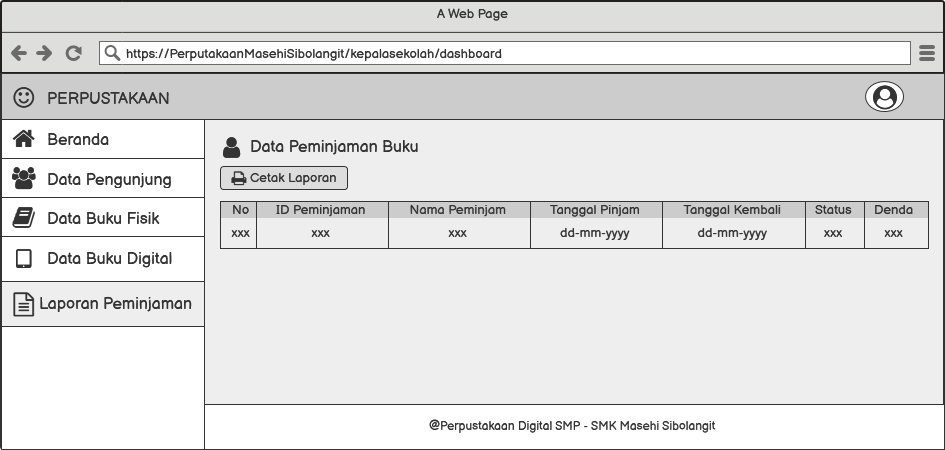 A Web Page
https://PerputakaanMasehiSibolangit/kepalasekolah/dashboard
PERPUSTAKAAN
Beranda
Data Pengunjung
Data Buku Fisik
Data Buku Digital
Laporan Peminjaman
Data Peminjaman Buku
Cetak Laporan
No ID Peminjaman Nama Peminjam Tanggal Pinjam Tanggal Kembali Status Denda
xxx xxx xxx dd-mm-yyyy dd-mm-yyyy xxx xxx
@Perpustakaan Digital SMP - SMK Masehi Sibolangit